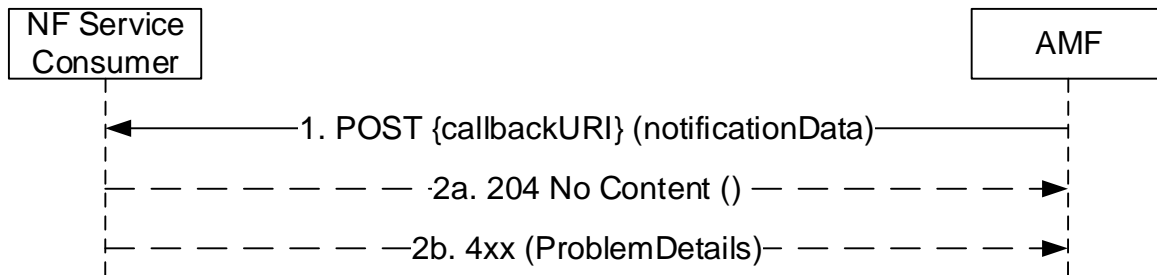 NF Service
Consumer
AMF
1. POST {callbackURI} (notificationData)
2a. 204 No Content ()
2b. 4xx (ProblemDetails)